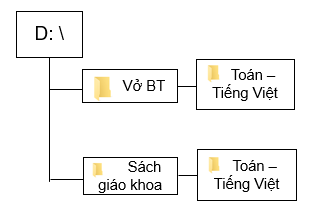 D: \
Vở BT
Toán –
Tiếng Việt
Sách
giáo khoa
Toán –
Tiếng Việt